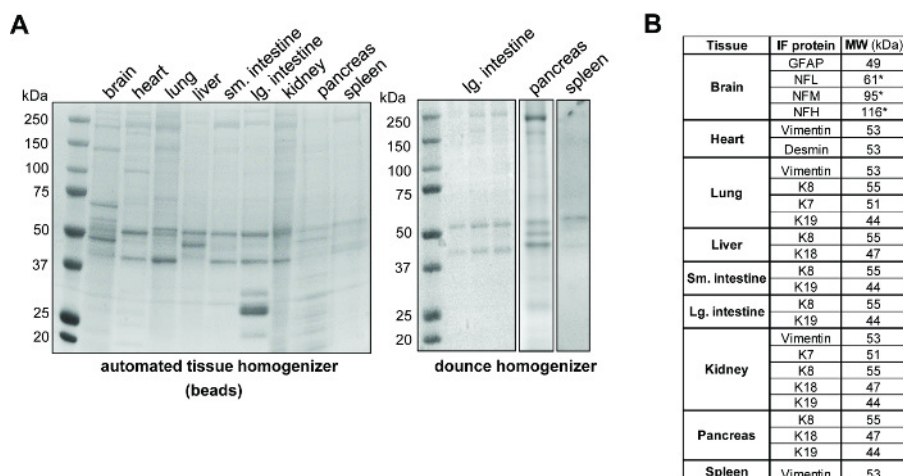 A
brain heart lung liver sm. intestine lg. intestine kidney pancreas spleen
kDa
250
150
100
75
50
37
25
20
automated tissue homogenizer
(beads)
lg. intestine pancreas spleen
kDa
250
150
100
75
50
37
25
20
dounce homogenizer
B
Tissue IF protein MW (kDa)
Brain
GFAP 49
NFL 61*
NFM 95*
NFH 116*
Heart
Vimentin 53
Desmin 53
Lung
Vimentin 53
K8 55
K7 51
K19 44
Liver
K8 55
K18 47
Sm. intestine
K8 55
K19 44
Lg. intestine
K8 55
K19 44
Kidney
Vimentin 53
K7 51
K8 55
K18 47
K19 44
Pancreas
K8 55
K18 47
K19 44
Spleen Vimentin 53